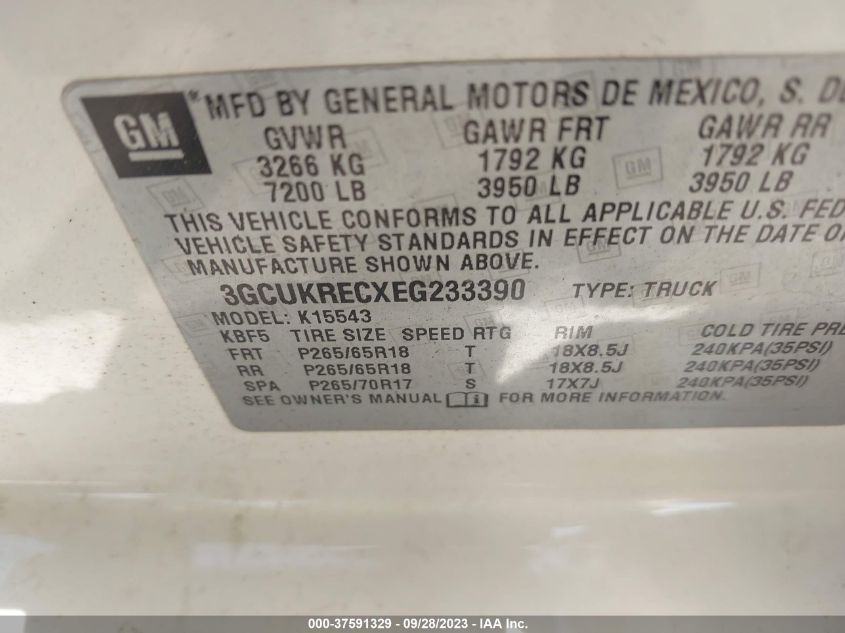 GM
MFD BY GENERAL MOTORS DE MEXICO, S. DE
GVWR GAWR FRT GAWR RR
3266 KG 1792 KG 1792 KG
7200 LB 3950 LB 3950 LB
THIS VEHICLE CONFORMS TO ALL APPLICABLE U.S. FED
VEHICLE SAFETY STANDARDS IN EFFECT ON THE DATE OF
MANUFACTURE SHOWN ABOVE.
3GCUKRECXEG233390 TYPE: TRUCK
MODEL: K15543
KBF5 TIRE SIZE SPEED RTG RIM COLD TIRE PRE
FRT P265/65R18 T 18X8.5J 240KPA(35PSI)
RR P265/65R18 T 18X8.5J 240KPA(35PSI)
SPA P265/70R17 S 17X7J 240KPA(35PSI)
SEE OWNER'S MANUAL FOR MORE INFORMATION.
000-37591329 - 09/28/2023 - IAA Inc.